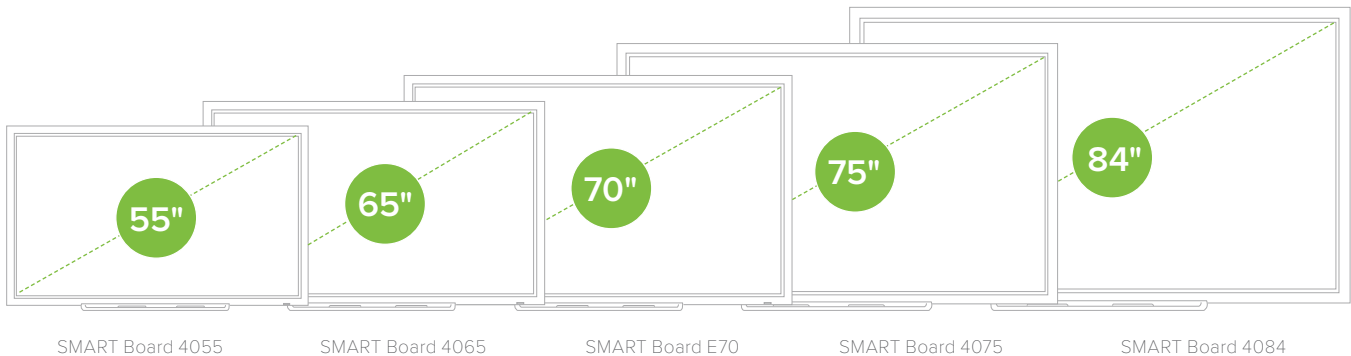 55"
65"
70"
75"
84"
SMART Board 4055
SMART Board 4065
SMART Board E70
SMART Board 4075
SMART Board 4084